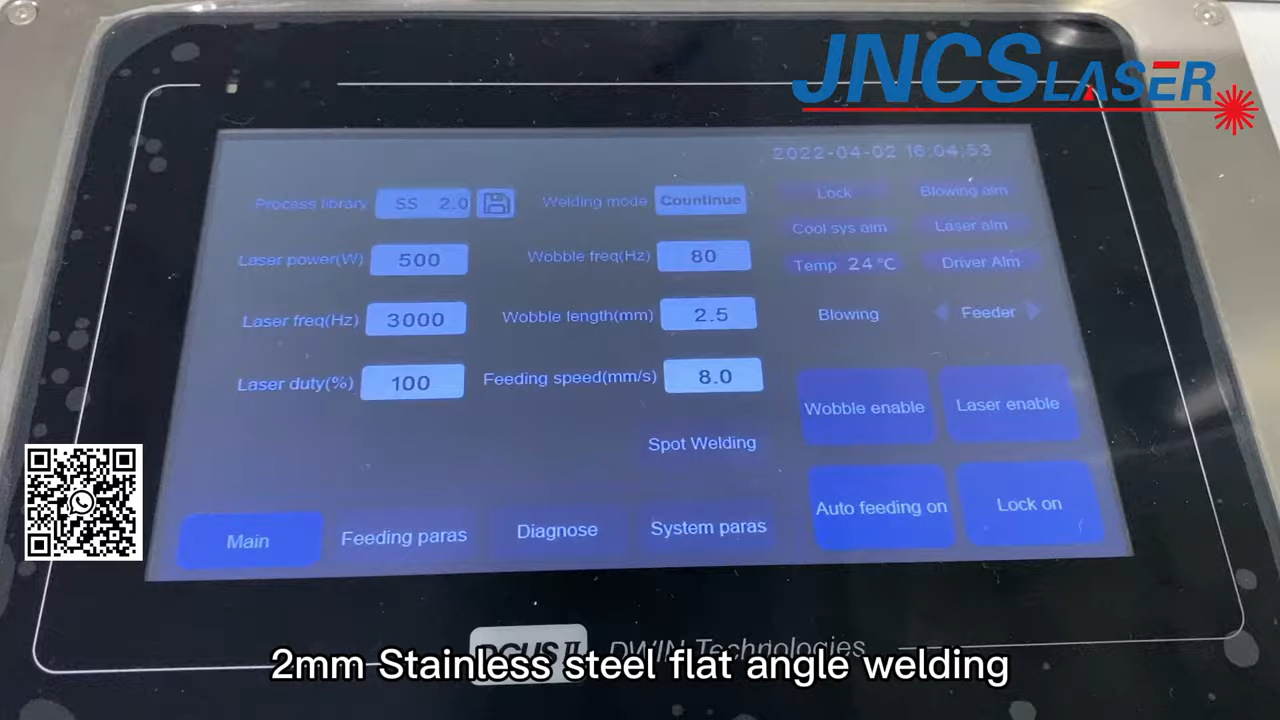 JNCS LASER
2022-04-02 16:04:53
Process library SS 2.0 Welding mode Countinue
Lock Blowing alm
Laser power(W) 500 Wobble freq(Hz) 80
Cool sys alm Laser alm
Temp 24℃ Driver Alm
Laser freq(Hz) 3000 Wobble length(mm) 2.5
Blowing Feeder
Laser duty(%) 100 Feeding speed(mm/s) 8.0
Wobble enable Laser enable
Spot Welding
Auto feeding on Lock on
Main Feeding paras Diagnose System paras
DGUS II DWIN Technologies
2mm Stainless steel flat angle welding